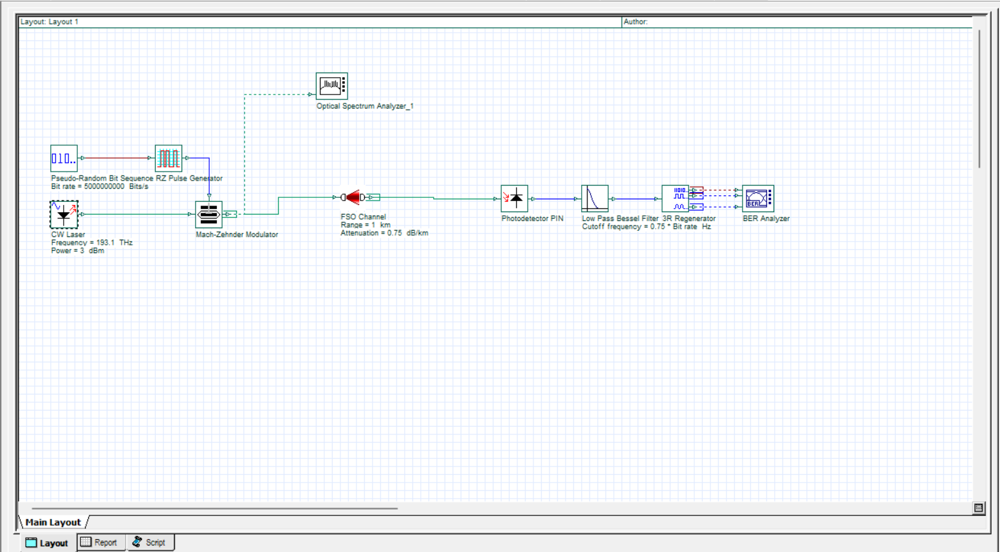 Layout: Layout 1
Author:
Optical Spectrum Analyzer_1
010..
Pseudo-Random Bit Sequence
Bit rate = 5000000000 Bits/s
RZ Pulse Generator
CW Laser
Frequency = 193.1 THz
Power = 3 dBm
Mach-Zehnder Modulator
FSO Channel
Range = 1 km
Attenuation = 0.75 dB/km
Photodetector PIN
Low Pass Bessel Filter
Cutoff frequency = 0.75 * Bit rate Hz
3R Regenerator
BER
BER Analyzer
Main Layout
Layout
Report
Script